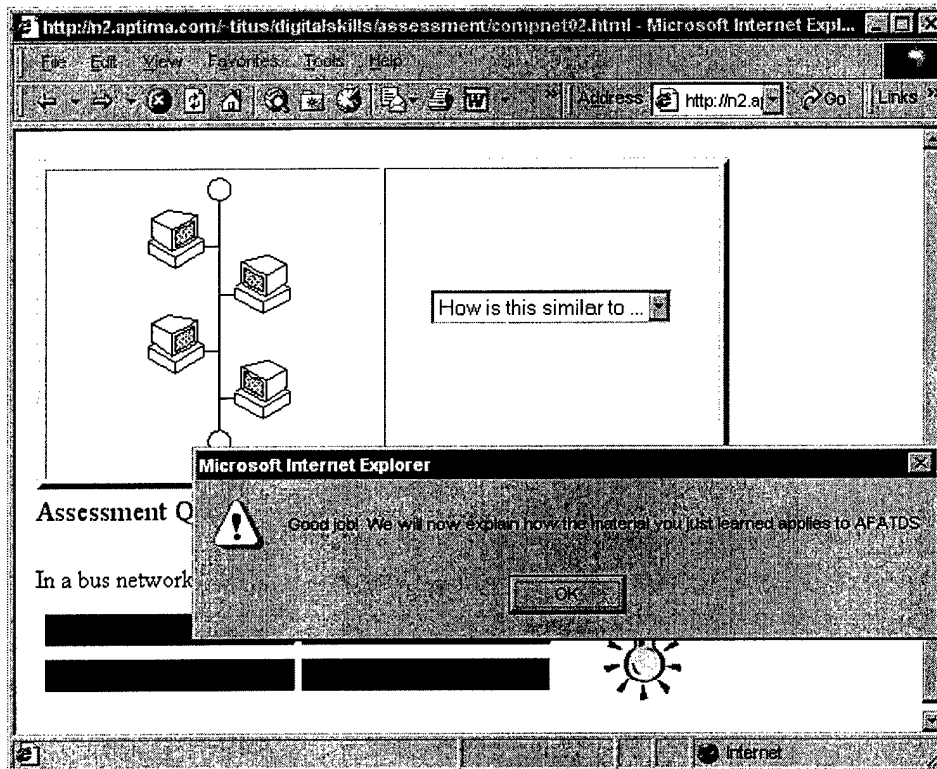 http://n2.aptima.com/~titus/digitalskills/assessment/compnet02.html - Microsoft Internet Expl...
File Edit View Favorites Tools Help
W » Address http://n2.a Go Links »
How is this similar to ...
Microsoft Internet Explorer
Assessment Q
Good job! We will now explain how the material you just learned applies to AFATDS
In a bus network
OK
Internet